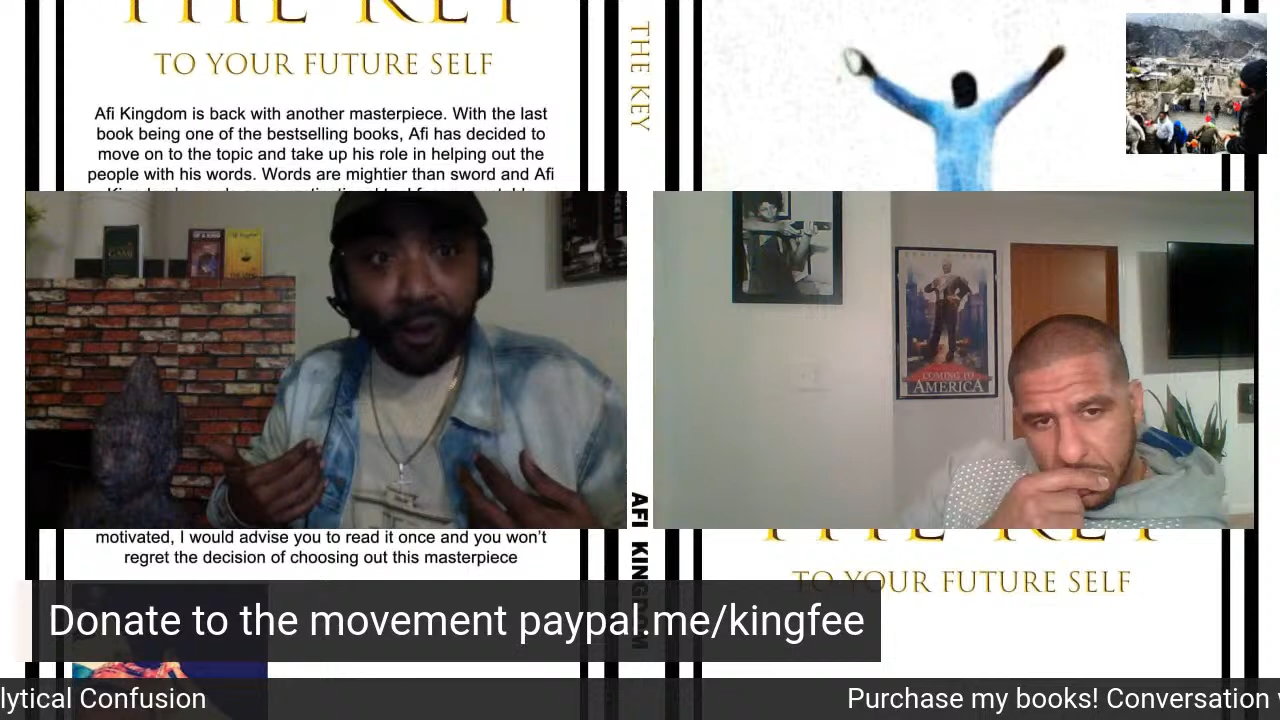 TO YOUR FUTURE SELF
Afi Kingdom is back with another masterpiece. With the last
book being one of the bestselling books, Afi has decided to
move on to the topic and take up his role in helping out the
people with his words. Words are mightier than sword and Afi
THE KEY
COMING TO
AMERICA
motivated, I would advise you to read it once and you won't
regret the decision of choosing out this masterpiece
AFI KINGDOM
THE KEY
TO YOUR FUTURE SELF
Donate to the movement paypal.me/kingfee
lytical Confusion
Purchase my books! Conversation